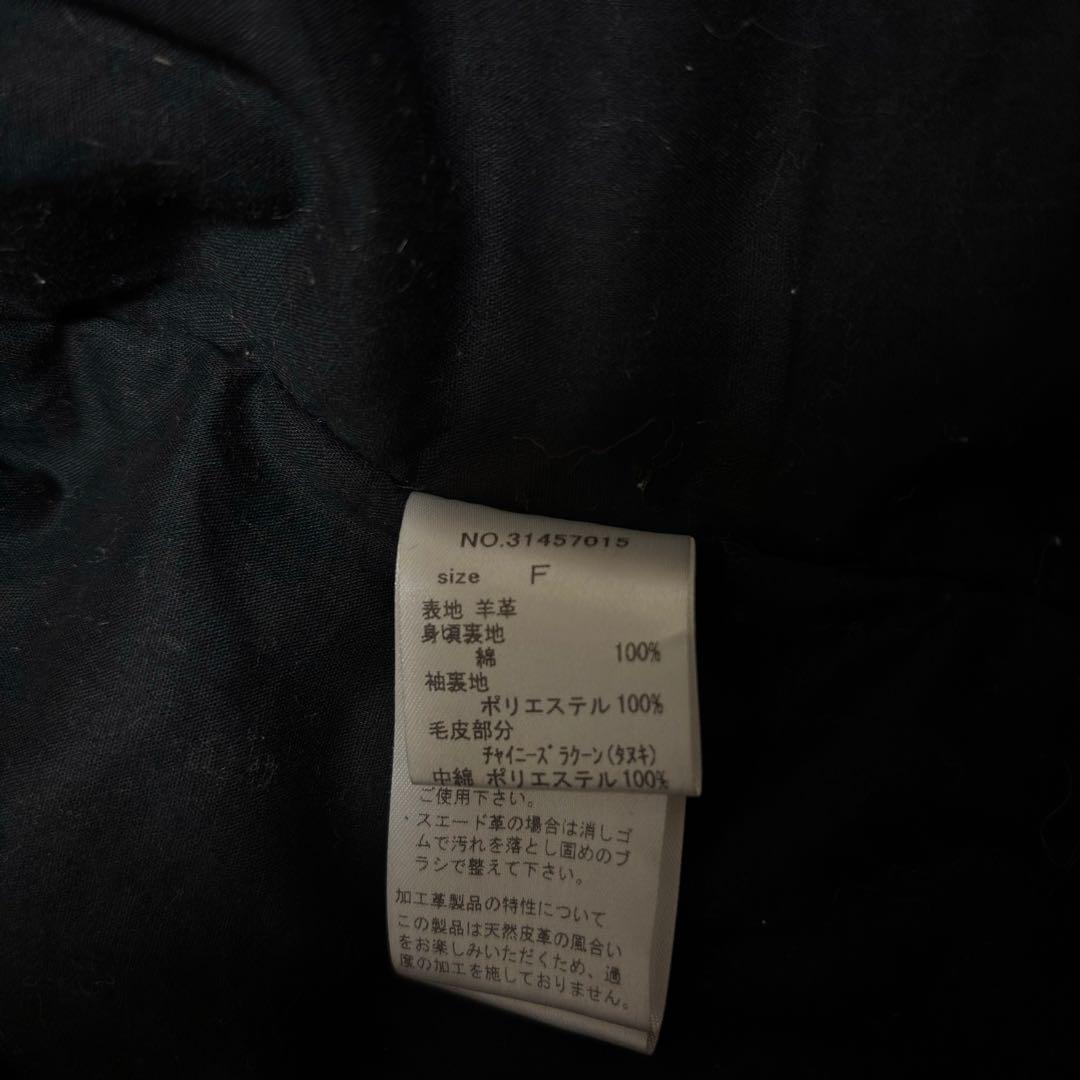 NO.31457015
size F
表地 羊革
身頃裏地
綿 100%
袖裏地
ポリエステル 100%
毛皮部分
ﾁｬｲﾆｰｽﾞﾗｸｰﾝ(ﾀﾇｷ)
中綿 ポリエステル 100%
ご使用下さい。
・スエード革の場合は消しゴ
ムで汚れを落とし固めのブ
ラシで整えて下さい。
加工革製品の特性について
この製品は天然皮革の風合い
をお楽しみいただくため、過
度の加工を施しておりません。